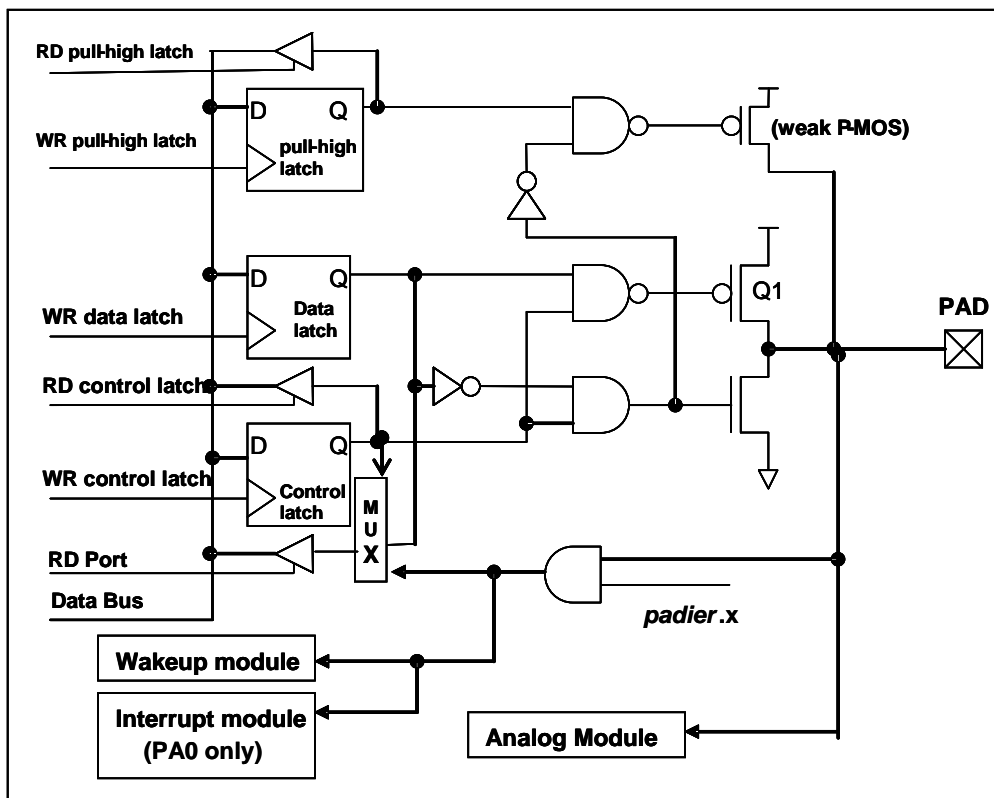 RD pull-high latch
D
Q
WR pull-high latch
pull-high
latch
(weak P-MOS)
D
Q
WR data latch
Data
latch
Q1
PAD
RD control latch
D
Q
WR control latch
Control
latch
M
U
X
RD Port
Data Bus
padier.x
Wakeup module
Interrupt module
(PA0 only)
Analog Module